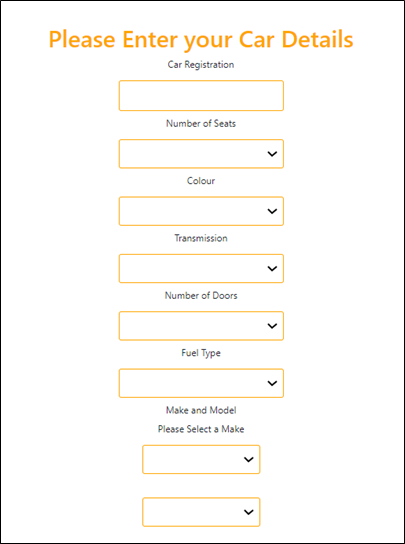 Please Enter your Car Details
Car Registration
Number of Seats
Colour
Transmission
Number of Doors
Fuel Type
Make and Model
Please Select a Make